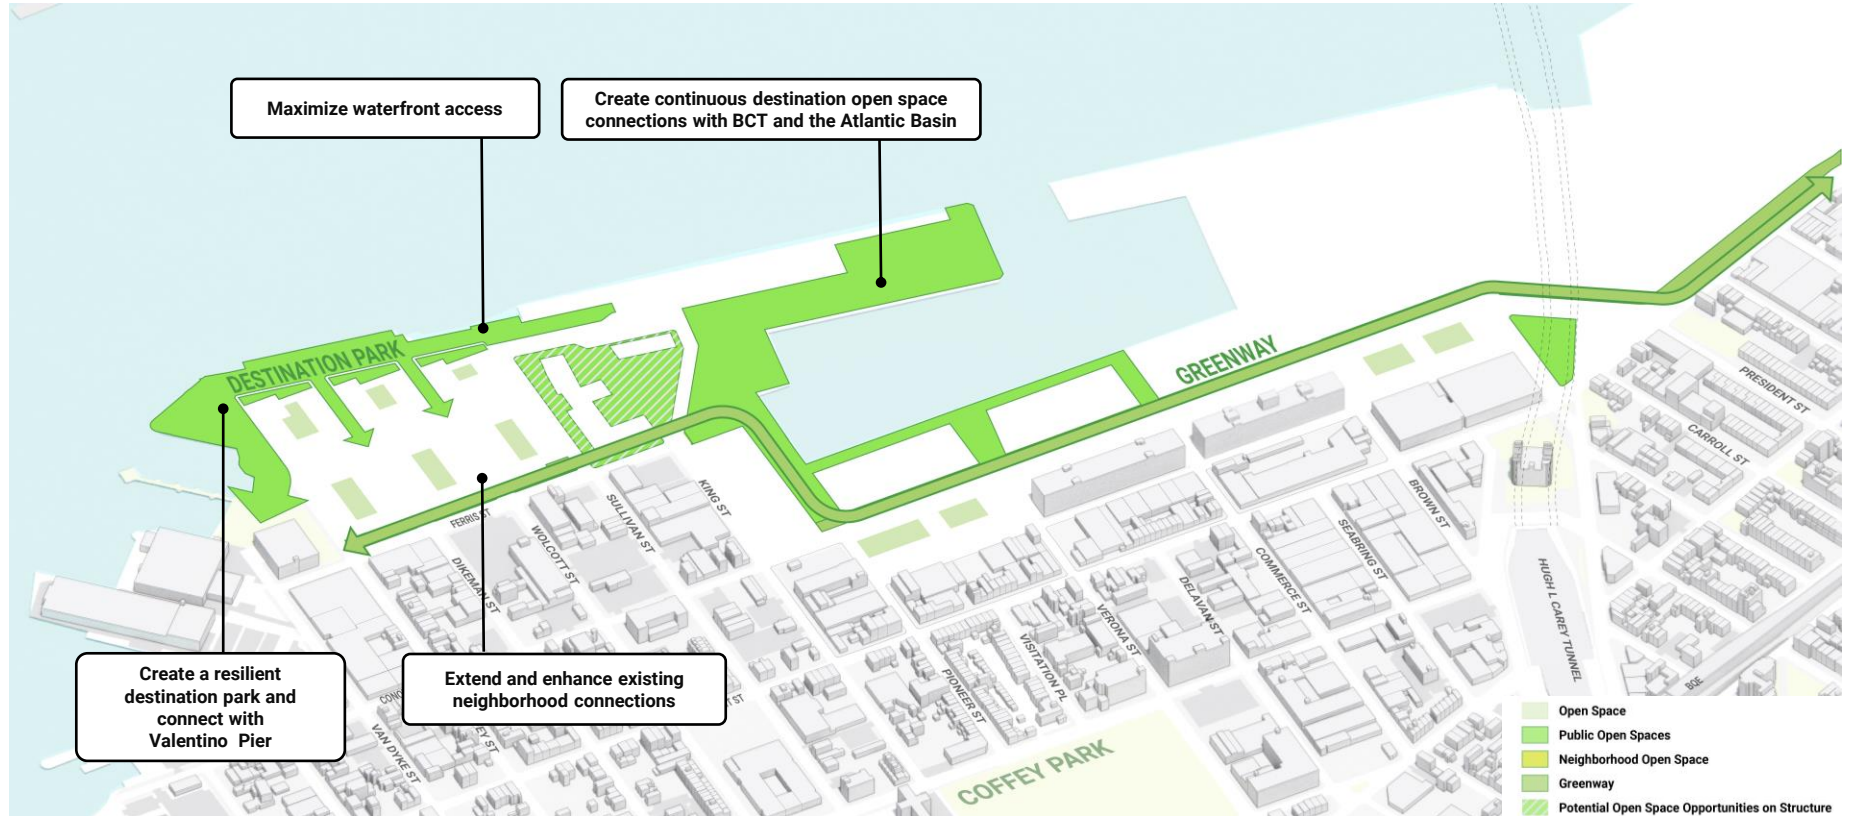 Maximize waterfront access
Create continuous destination open space
connections with BCT and the Atlantic Basin
DESTINATION PARK
GREENWAY
PRESIDENT ST
CARROLL ST
KING ST
SULLIVAN ST
FERRIS ST
WOLCOTT ST
DIKEMAN ST
BROWN ST
SEABRING ST
COMMERCE ST
DELAVAN ST
VERONA ST
VISITATION PL
PIONEER ST
HUGH L CAREY TUNNEL
BQE
Create a resilient
destination park and
connect with
Valentino Pier
Extend and enhance existing
neighborhood connections
VAN DYKE ST
EY ST
ST
COFFEY PARK
Open Space
Public Open Spaces
Neighborhood Open Space
Greenway
Potential Open Space Opportunities on Structure